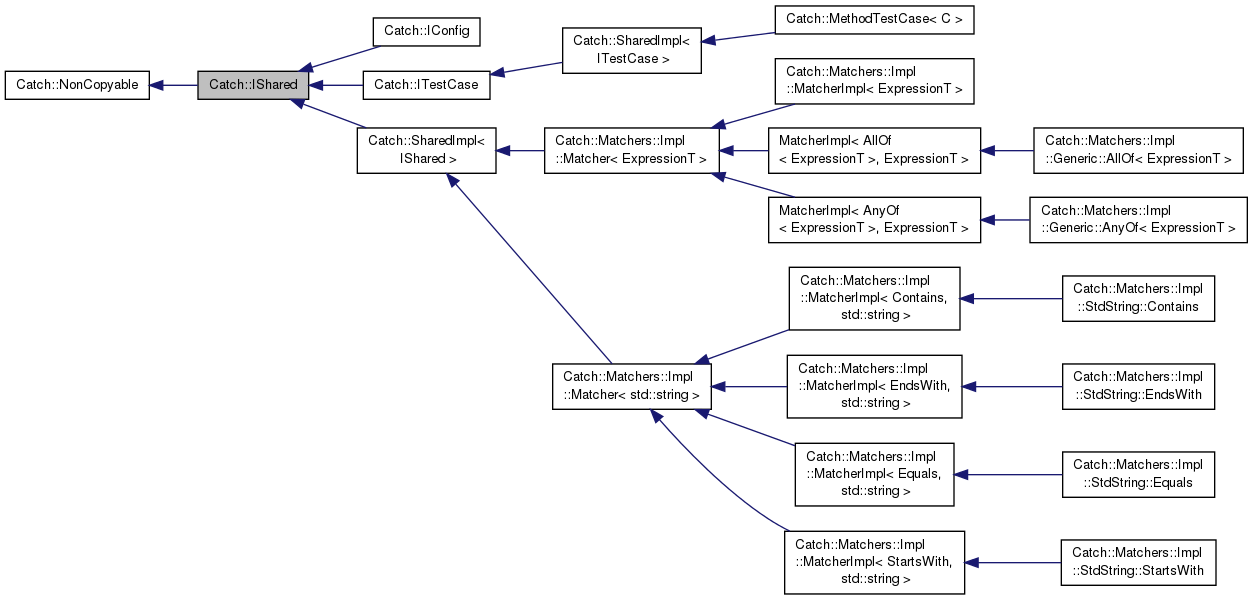 Catch::NonCopyable
Catch::IShared
Catch::IConfig
Catch::ITestCase
Catch::SharedImpl<
ITestCase >
Catch::MethodTestCase< C >
Catch::SharedImpl<
IShared >
Catch::Matchers::Impl
::Matcher< ExpressionT >
Catch::Matchers::Impl
::MatcherImpl< ExpressionT >
MatcherImpl< AllOf
< ExpressionT >, ExpressionT >
Catch::Matchers::Impl
::Generic::AllOf< ExpressionT >
MatcherImpl< AnyOf
< ExpressionT >, ExpressionT >
Catch::Matchers::Impl
::Generic::AnyOf< ExpressionT >
Catch::Matchers::Impl
::Matcher< std::string >
Catch::Matchers::Impl
::MatcherImpl< Contains,
std::string >
Catch::Matchers::Impl
::StdString::Contains
Catch::Matchers::Impl
::MatcherImpl< EndsWith,
std::string >
Catch::Matchers::Impl
::StdString::EndsWith
Catch::Matchers::Impl
::MatcherImpl< Equals,
std::string >
Catch::Matchers::Impl
::StdString::Equals
Catch::Matchers::Impl
::MatcherImpl< StartsWith,
std::string >
Catch::Matchers::Impl
::StdString::StartsWith